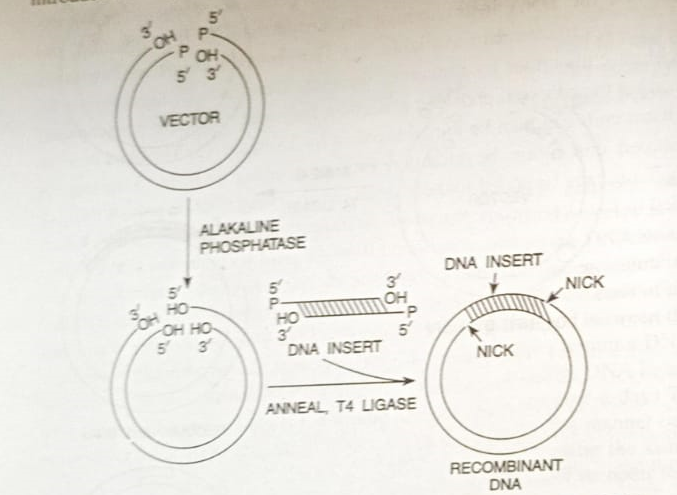 3′ OH P 5′
P OH
5′ 3′
VECTOR
ALAKALINE
PHOSPHATASE
5′
3′ OH HO
OH HO
5′ 3′
5′ 3′
P OH
HO P
3′ 5′
DNA INSERT
ANNEAL, T4 LIGASE
DNA INSERT
NICK
NICK
RECOMBINANT
DNA